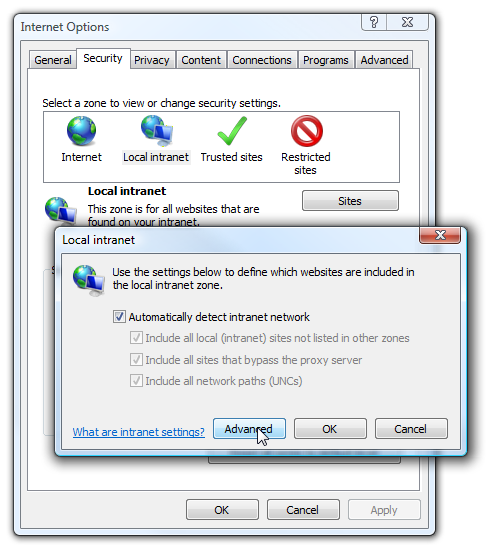 Internet Options
General Security Privacy Content Connections Programs Advanced
Select a zone to view or change security settings.
Internet Local intranet Trusted sites Restricted
sites
Local intranet
Sites
This zone is for all websites that are
found on your intranet.
Local intranet
Use the settings below to define which websites are included in
the local intranet zone.
Automatically detect intranet network
Include all local (intranet) sites not listed in other zones
Include all sites that bypass the proxy server
Include all network paths (UNCs)
What are intranet settings? Advanced OK Cancel
OK Cancel Apply